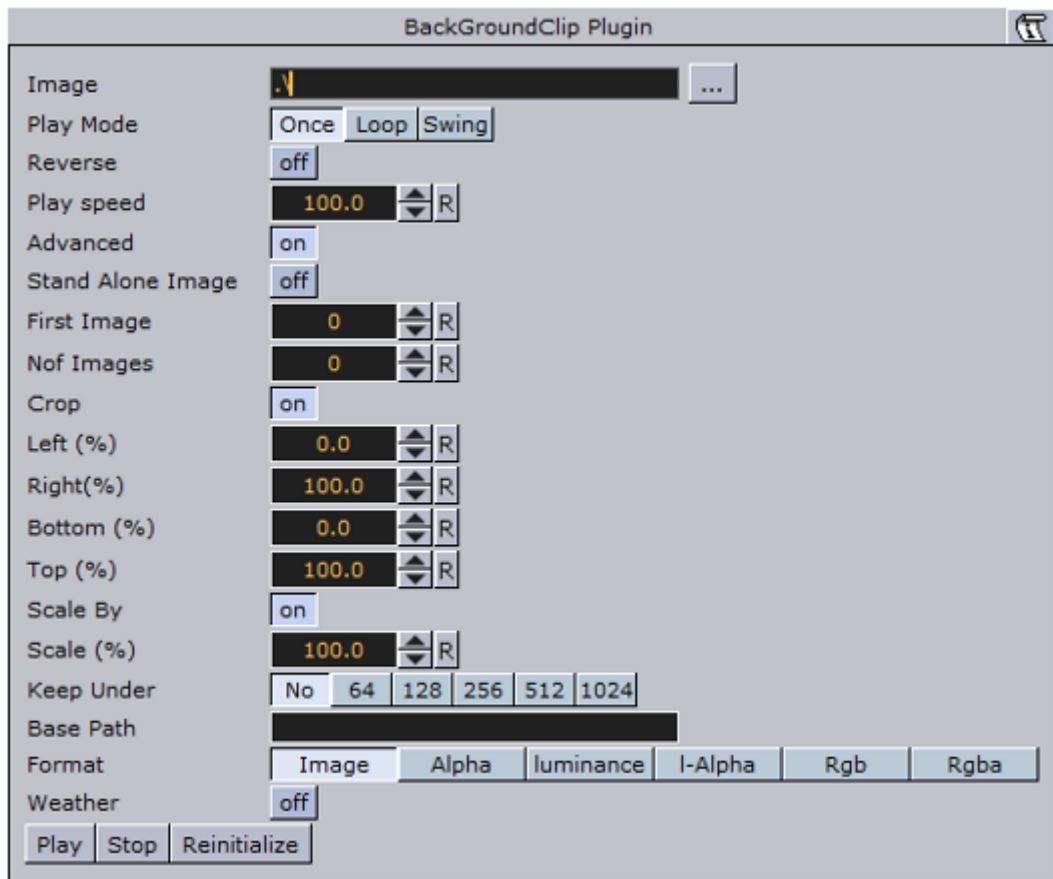 BackGroundClip Plugin
Image .\ ...
Play Mode Once Loop Swing
Reverse off
Play speed 100.0 R
Advanced on
Stand Alone Image off
First Image 0 R
Nof Images 0 R
Crop on
Left (%) 0.0 R
Right(%) 100.0 R
Bottom (%) 0.0 R
Top (%) 100.0 R
Scale By on
Scale (%) 100.0 R
Keep Under No 64 128 256 512 1024
Base Path
Format Image Alpha luminance l-Alpha Rgb Rgba
Weather off
Play Stop Reinitialize